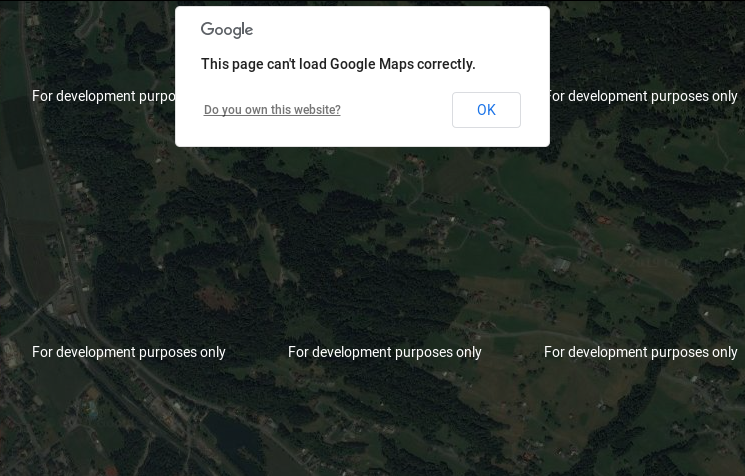 Google
This page can't load Google Maps correctly.
For development purpo
For development purposes only
Do you own this website?
OK
For development purposes only
For development purposes only
For development purposes only